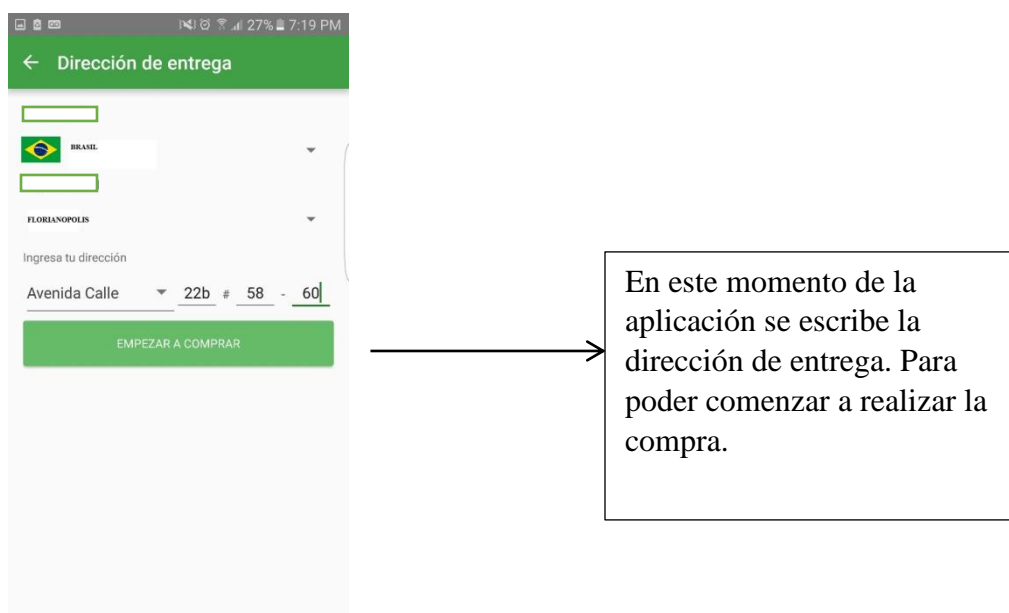 27% 7:19 PM
Dirección de entrega
BRASIL
FLORIANOPOLIS
Ingresa tu dirección
Avenida Calle 22b # 58 - 60
EMPEZAR A COMPRAR
En este momento de la
aplicación se escribe la
dirección de entrega. Para
poder comenzar a realizar la
compra.